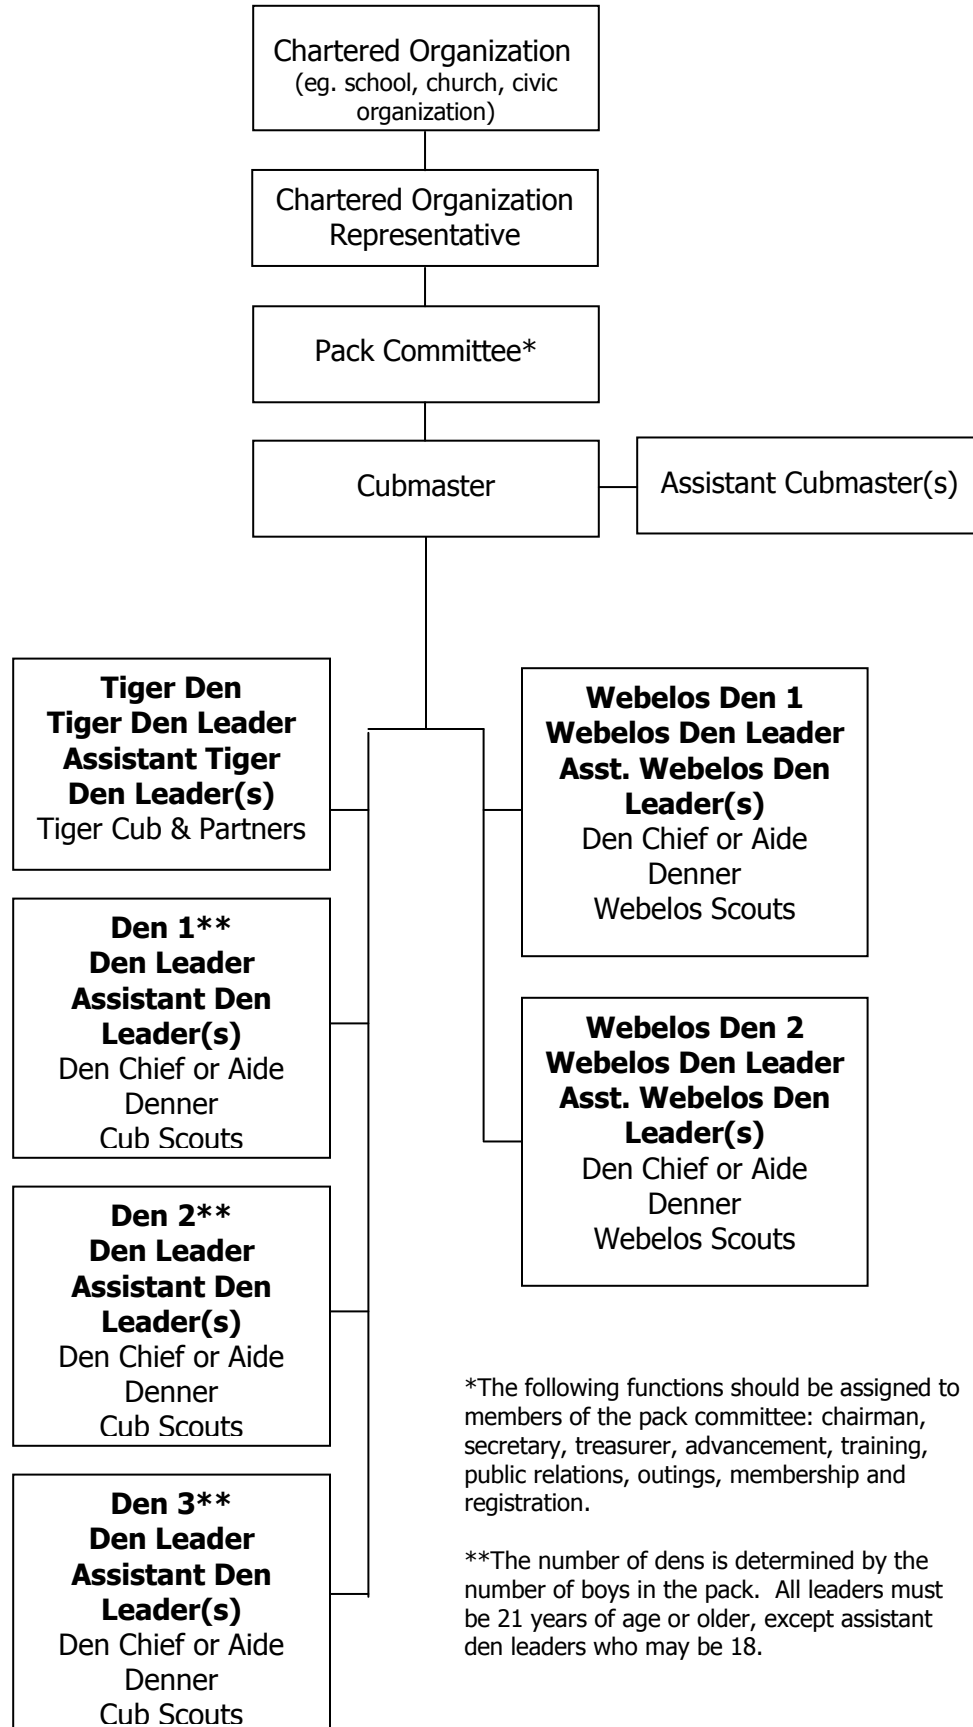 Chartered Organization
(eg. school, church, civic
organization)
Chartered Organization
Representative
Pack Committee*
Cubmaster
Assistant Cubmaster(s)
Tiger Den
Tiger Den Leader
Assistant Tiger
Den Leader(s)
Tiger Cub & Partners
Den 1**
Den Leader
Assistant Den
Leader(s)
Den Chief or Aide
Denner
Cub Scouts
Den 2**
Den Leader
Assistant Den
Leader(s)
Den Chief or Aide
Denner
Cub Scouts
Den 3**
Den Leader
Assistant Den
Leader(s)
Den Chief or Aide
Denner
Cub Scouts
Webelos Den 1
Webelos Den Leader
Asst. Webelos Den
Leader(s)
Den Chief or Aide
Denner
Webelos Scouts
Webelos Den 2
Webelos Den Leader
Asst. Webelos Den
Leader(s)
Den Chief or Aide
Denner
Webelos Scouts
*The following functions should be assigned to
members of the pack committee: chairman,
secretary, treasurer, advancement, training,
public relations, outings, membership and
registration.
**The number of dens is determined by the
number of boys in the pack.  All leaders must
be 21 years of age or older, except assistant
den leaders who may be 18.